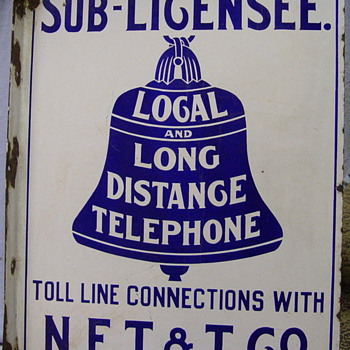 SUB-LICENSEE.
LOCAL
AND
LONG
DISTANCE
TELEPHONE
TOLL LINE CONNECTIONS WITH
N.E.T.& T.CO.